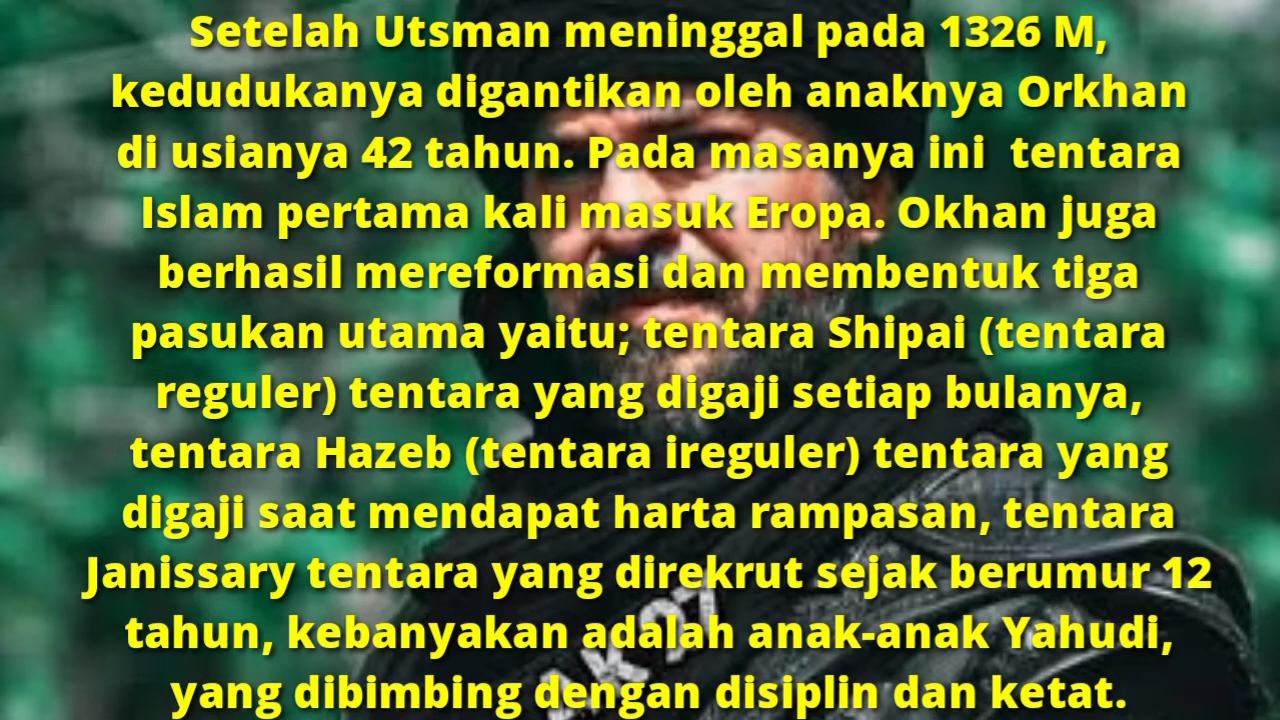 Setelah Utsman meninggal pada 1326 M,
kedudukanya digantikan oleh anaknya Orkhan
di usianya 42 tahun. Pada masanya ini  tentara
Islam pertama kali masuk Eropa. Okhan juga
berhasil mereformasi dan membentuk tiga
pasukan utama yaitu; tentara Shipai (tentara
reguler) tentara yang digaji setiap bulanya,
tentara Hazeb (tentara ireguler) tentara yang
digaji saat mendapat harta rampasan, tentara
Janissary tentara yang direkrut sejak berumur 12
tahun, kebanyakan adalah anak-anak Yahudi,
yang dibimbing dengan disiplin dan ketat.